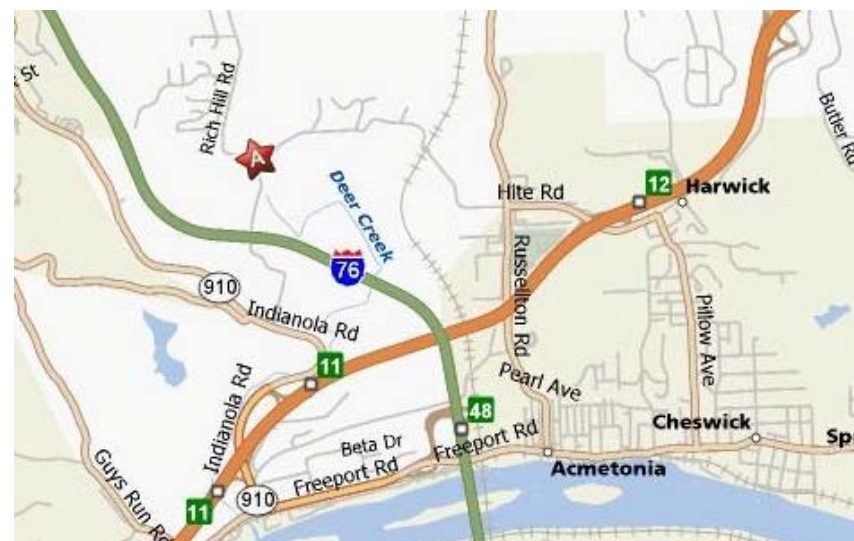 St
Rich Hill Rd
A
Butler Rd
Deer Creek
Hite Rd
12
Harwick
76
910
Indianola Rd
Russellton Rd
Pillow Ave
11
Indianola Rd
Pearl Ave
48
Cheswick
Beta Dr
Freeport Rd
Sp
Acmetonia
Guys Run Rd
Freeport Rd
910
11